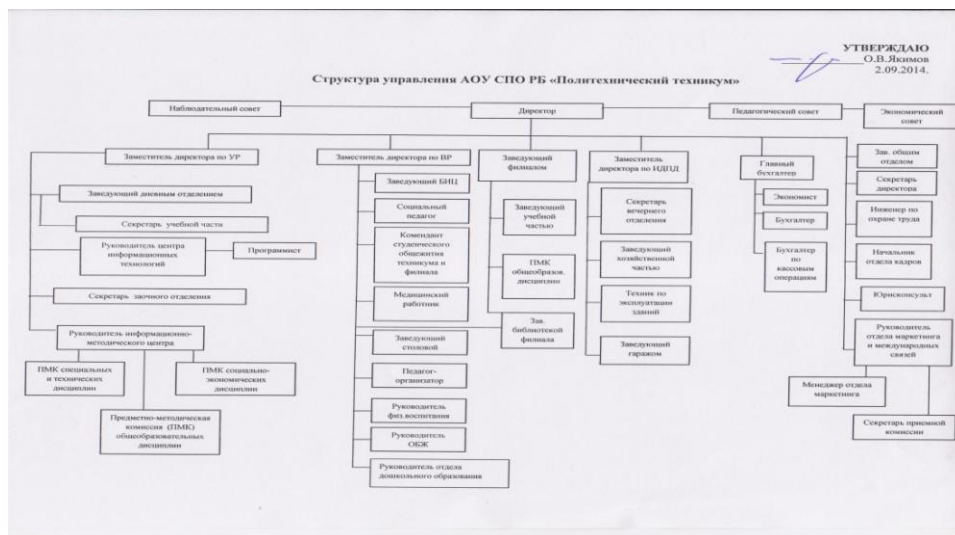 УТВЕРЖДАЮ
О.В.Якимов
2.09.2014.
Структура управления АОУ СПО РБ «Политехнический техникум»
Наблюдательный совет
Директор
Педагогический совет
Экономический
совет
Заместитель директора по УР
Заведующий дневным отделением
Секретарь учебной части
Руководитель центра
информационных
технологий
Программист
Секретарь заочного отделения
Руководитель информационно-
методического центра
ПМК специальных
и технических
дисциплин
ПМК социально-
экономических
дисциплин
Предметно-методическая
комиссия (ПМК)
общеобразовательных
дисциплин
Заместитель директора по ВР
Заведующий БИЦ
Социальный
педагог
Комендант
студенческого
общежития
техникума и
филиала
Медицинский
работник
Заведующий
столовой
Педагог-
организатор
Руководитель
физ.воспитания
Руководитель
ОБЖ
Руководитель отдела
дошкольного образования
Заведующий
филиалом
Заведующий
учебной
частью
ПМК
общеобразов.
дисциплин
Зав.
библиотекой
филиала
Заместитель
директора по ИДПД
Секретарь
вечернего
отделения
Заведующий
хозяйственной
частью
Техник по
эксплуатации
зданий
Заведующий
гаражом
Главный
бухгалтер
Экономист
Бухгалтер
Бухгалтер
по
кассовым
операциям
Зав. общим
отделом
Секретарь
директора
Инженер по
охране труда
Начальник
отдела кадров
Юрисконсульт
Руководитель
отдела маркетинга
и международных
связей
Менеджер отдела
маркетинга
Секретарь приемной
комиссии